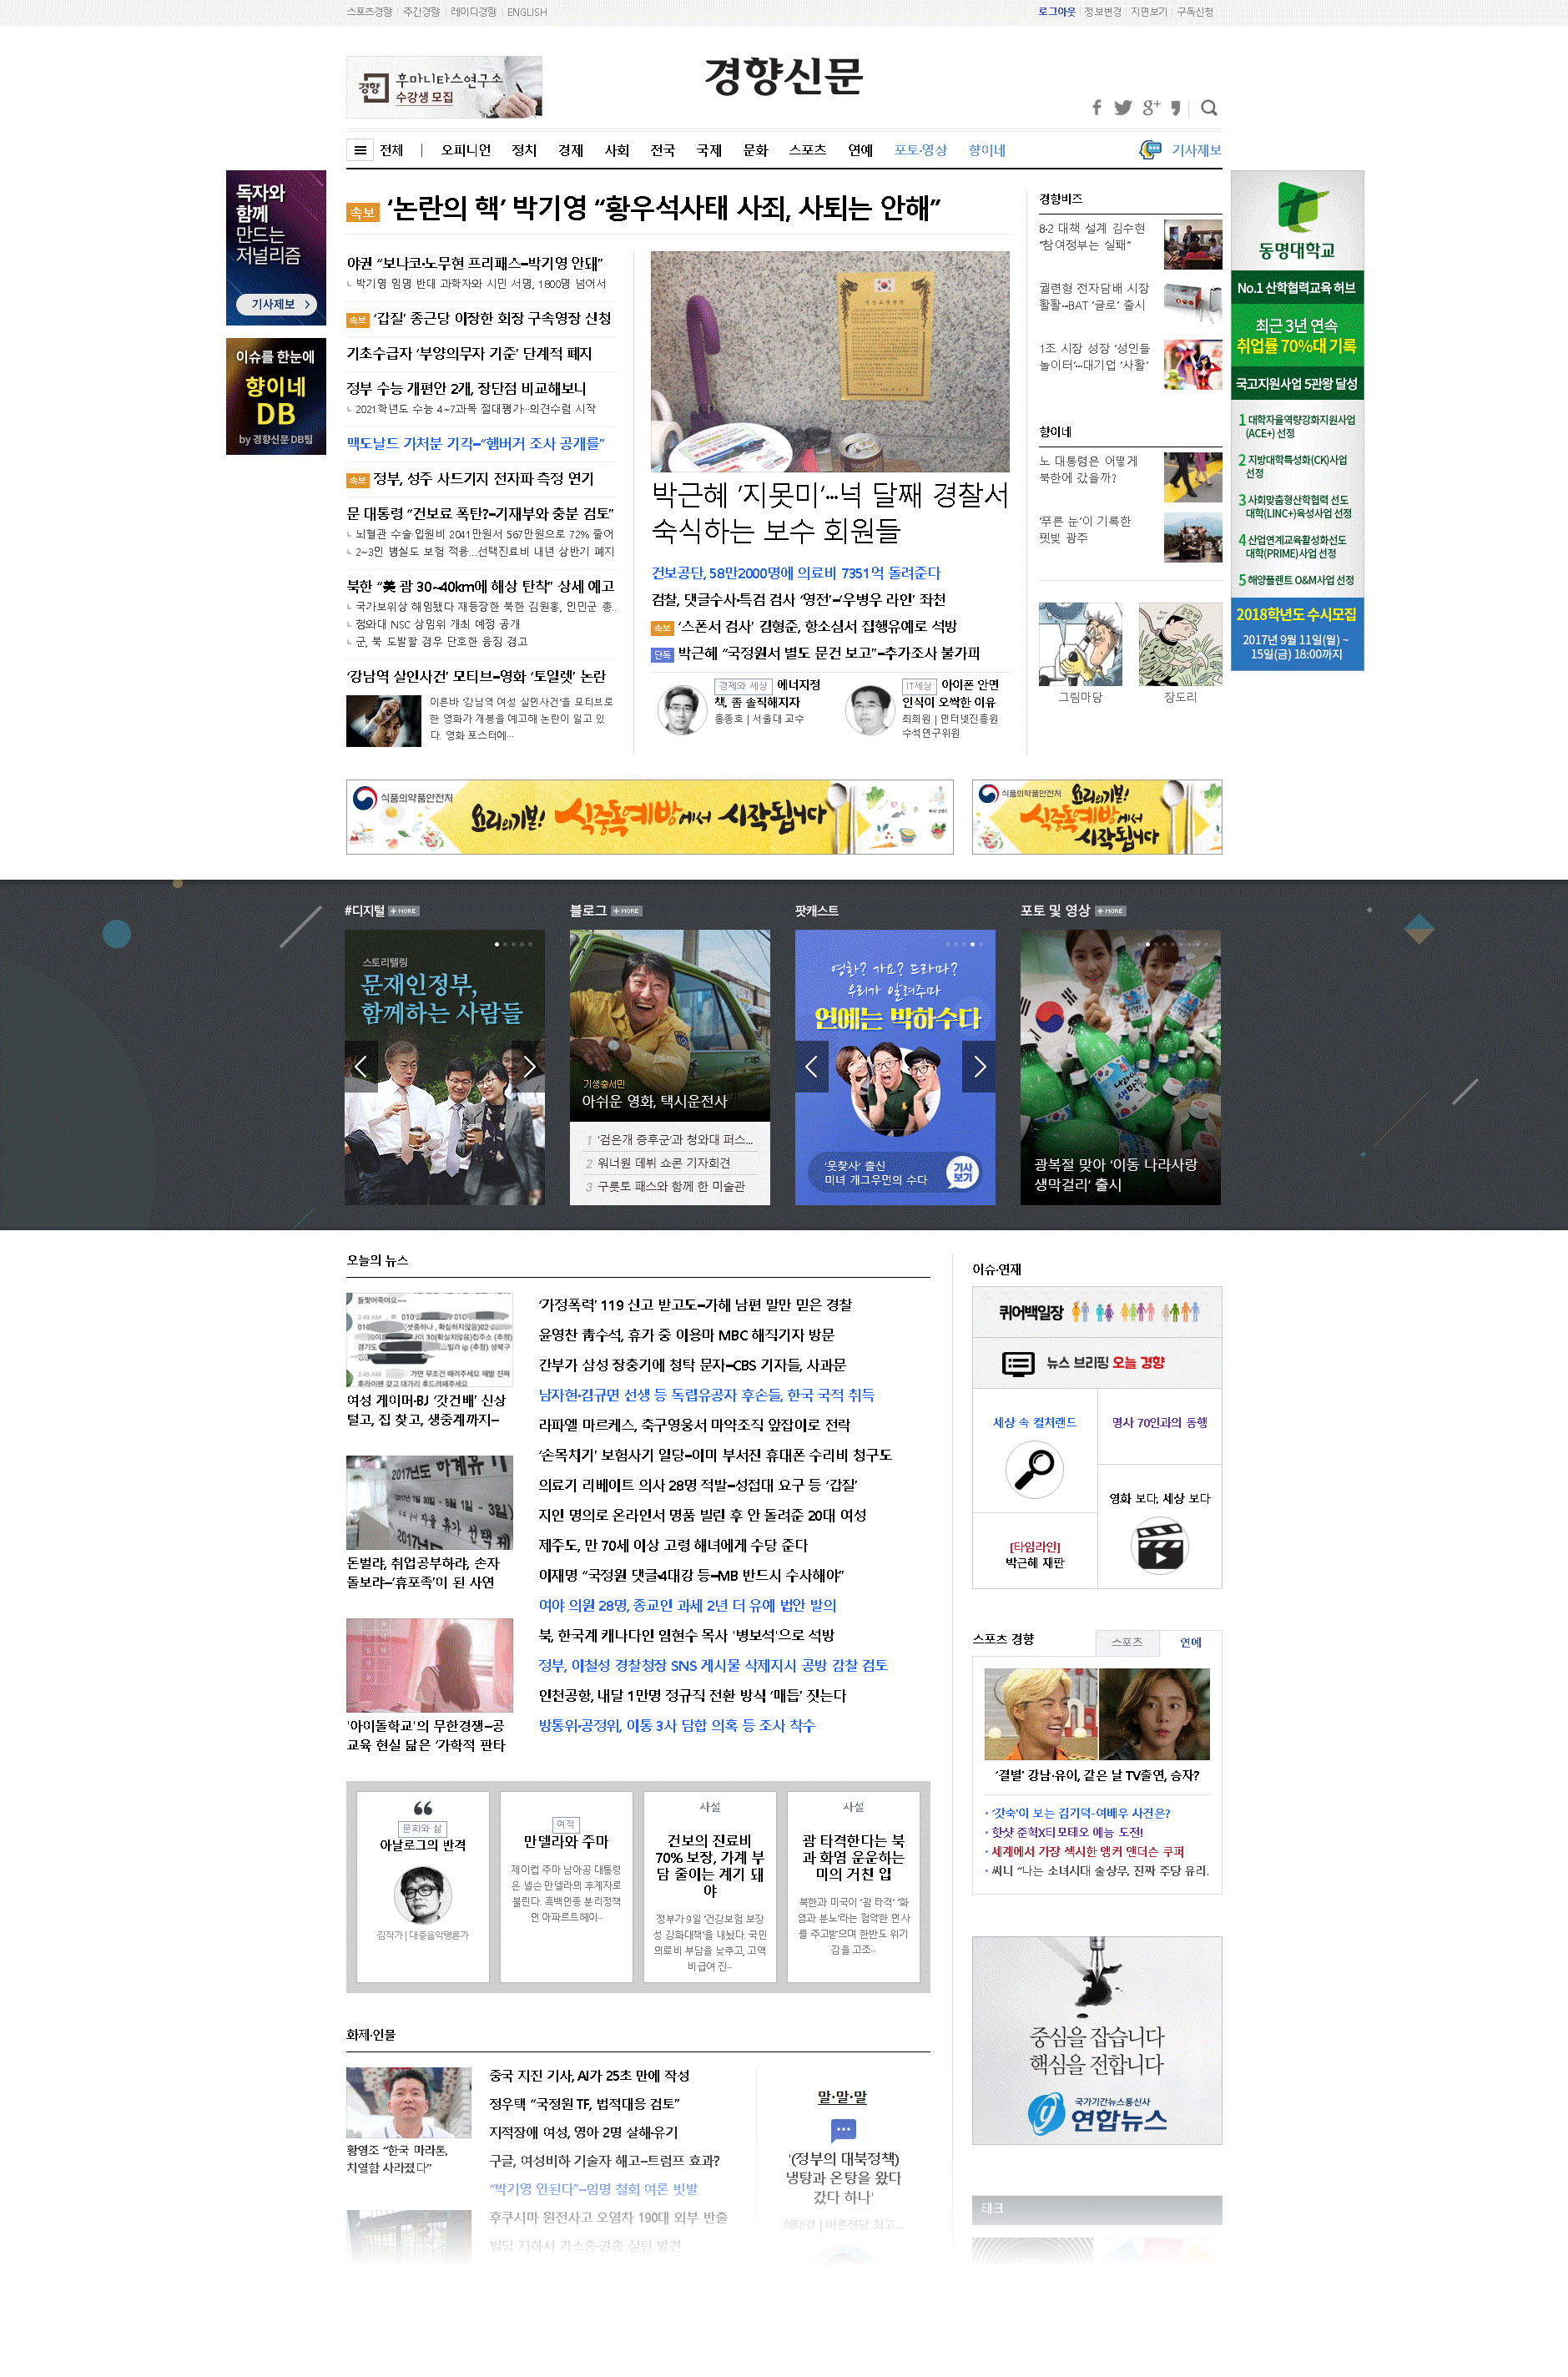 스포츠경향
주간경향
레이디경향
ENGLISH
로그아웃
정보변경
지면보기
구독신청
경향
후마니타스연구소
수강생 모집
경향신문
전체
오피니언
정치
경제
사회
전국
국제
문화
스포츠
연예
포토·영상
향이네
기사제보
독자와
함께
만드는
저널리즘
기사제보
이슈를 한눈에
향이네
DB
by 경향신문 DB팀
속보 ‘논란의 핵’ 박기영 “황우석사태 사죄, 사퇴는 안해”
야권 “보나코·노무현 프리패스…박기영 안돼”
박기영 임명 반대 과학자와 시민 서명, 1800명 넘어서
속보 ‘갑질’ 종근당 이장한 회장 구속영장 신청
기초수급자 ‘부양의무자 기준’ 단계적 폐지
정부 수능 개편안 2개, 장단점 비교해보니
2021학년도 수능 4~7과목 절대평가…의견수렴 시작
맥도날드 가처분 기각…“햄버거 조사 공개를”
속보 정부, 성주 사드기지 전자파 측정 연기
문 대통령 “건보료 폭탄?…기재부와 충분 검토”
뇌혈관 수술·입원비 2041만원서 567만원으로 72% 줄어
2~3인 병실도 보험 적용...선택진료비 내년 상반기 폐지
북한 “美 괌 30~40km에 해상 탄착” 상세 예고
국가보위상 해임됐다 재등장한 북한 김원홍, 인민군 총..
청와대 NSC 상임위 개최 예정 공개
군, 북 도발할 경우 단호한 응징 경고
‘강남역 살인사건’ 모티브…영화 ‘토일렛’ 논란
이른바 ‘강남역 여성 살인사건’을 모티브로
한 영화가 개봉을 예고해 논란이 일고 있
다. 영화 포스터에…
박근혜 ‘지못미’…넉 달째 경찰서
숙식하는 보수 회원들
건보공단, 58만2000명에 의료비 7351억 돌려준다
검찰, 댓글수사·특검 검사 ‘영전’…‘우병우 라인’ 좌천
속보 ‘스폰서 검사’ 김형준, 항소심서 집행유예로 석방
단독 박근혜 “국정원서 별도 문건 보고”…추가조사 불가피
경제와 세상 에너지정
책, 좀 솔직해지자
홍종호 | 서울대 교수
IT세상 아이폰 안면
인식이 오싹한 이유
최희원 | 인터넷진흥원
수석연구위원
경향비즈
8·2 대책 설계 김수현
“참여정부는 실패”
궐련형 전자담배 시장
활활…BAT ‘글로’ 출시
1조 시장 성장 ‘성인들
놀이터’…대기업 ‘사활’
향이네
노 대통령은 어떻게
북한에 갔을까?
‘푸른 눈’이 기록한
핏빛 광주
그림마당
장도리
동명대학교
No.1 산학협력교육 허브
최근 3년 연속
취업률 70%대 기록
국고지원사업 5관왕 달성
1 대학자율역량강화지원사업
(ACE+) 선정
2 지방대학특성화(CK)사업
선정
3 사회맞춤형산학협력 선도
대학(LINC+)육성사업 선정
4 산업연계교육활성화선도
대학(PRIME)사업 선정
5 해양플랜트 O&M사업 선정
2018학년도 수시모집
2017년 9월 11일(월) ~
15일(금) 18:00까지
식품의약품안전처
요리의기본! 식중독예방에서 시작됩니다
식품의약품안전처
요리의기본!
식중독예방에서
시작됩니다
#디지털 +MORE
스토리텔링
문재인정부,
함께하는 사람들
블로그 +MORE
기생충서민
아쉬운 영화, 택시운전사
1 ‘검은개 증후군’과 청와대 퍼스...
2 워너원 데뷔 쇼콘 기자회견
3 구릇토 패스와 함께 한 미술관
팟캐스트
영화? 가요? 드라마?
우리가 알려주마
연예는 박하수다
‘웃찾사’ 출신
미녀 개그우먼의 수다
기사
보기
포토 및 영상 +MORE
광복절 맞아 ‘이동 나라사랑
생막걸리’ 출시
오늘의 뉴스
여성 게이머·BJ ‘갓건배’ 신상
털고, 집 찾고, 생중계까지…
2017년도 하계휴가
돈벌랴, 취업공부하랴, 손자
돌보랴…‘휴포족’이 된 사연
‘아이돌학교’의 무한경쟁…공
교육 현실 닮은 ‘가학적 판타
‘가정폭력’ 119 신고 받고도…가해 남편 말만 믿은 경찰
윤영찬 靑수석, 휴가 중 이용마 MBC 해직기자 방문
간부가 삼성 장충기에 청탁 문자…CBS 기자들, 사과문
남자현·김규면 선생 등 독립유공자 후손들, 한국 국적 취득
라파엘 마르케스, 축구영웅서 마약조직 앞잡이로 전락
‘손목치기’ 보험사기 일당…이미 부서진 휴대폰 수리비 청구도
의료기 리베이트 의사 28명 적발…성접대 요구 등 ‘갑질’
지인 명의로 온라인서 명품 빌린 후 안 돌려준 20대 여성
제주도, 만 70세 이상 고령 해녀에게 수당 준다
이재명 “국정원 댓글·4대강 등…MB 반드시 수사해야”
여야 의원 28명, 종교인 과세 2년 더 유예 법안 발의
북, 한국계 캐나다인 임현수 목사 '병보석'으로 석방
정부, 이철성 경찰청장 SNS 게시물 삭제지시 공방 감찰 검토
인천공항, 내달 1만명 정규직 전환 방식 ‘매듭’ 짓는다
방통위·공정위, 이통 3사 담합 의혹 등 조사 착수
이슈·연재
퀴어백일장
뉴스 브리핑 오늘 경향
세상 속 컬처랜드
명사 70인과의 동행
영화 보다, 세상 보다
[타임라인]
박근혜 재판
스포츠 경향
스포츠
연예
‘결별’ 강남·유이, 같은 날 TV출연, 승자?
‘갓숙’이 보는 김기덕-여배우 사건은?
핫샷 준혁X티모테오 예능 도전!
세계에서 가장 섹시한 앵커 앤더슨 쿠퍼
써니 “나는 소녀시대 술상무, 진짜 주당 유리.
문화와 삶
아날로그의 반격
김작가 | 대중음악평론가
여적
만델라와 주마
제이컵 주마 남아공 대통령
은 넬슨 만델라의 후계자로
불린다. 흑백인종 분리정책
인 아파르트헤이…
사설
건보의 진료비
70% 보장, 가계 부
담 줄이는 계기 돼
야
정부가 9일 ‘건강보험 보장
성 강화대책’을 내놨다. 국민
의료비 부담을 낮추고, 고액
비급여 진…
사설
괌 타격한다는 북
과 화염 운운하는
미의 거친 입
북한과 미국이 ‘괌 타격’ ‘화
염과 분노’라는 험악한 언사
를 주고받으며 한반도 위기
감을 고조…
중심을 잡습니다
핵심을 전합니다
국가기간뉴스통신사
연합뉴스
화제·인물
황영조 “한국 마라톤,
치열함 사라졌다”
중국 지진 기사, AI가 25초 만에 작성
정우택 “국정원 TF, 법적대응 검토”
지적장애 여성, 영아 2명 살해·유기
구글, 여성비하 기술자 해고…트럼프 효과?
“박기영 안된다”…임명 철회 여론 빗발
후쿠시마 원전사고 오염차 190대 외부 반출
빌딩 지하서 가스총·권총 실탄 발견
말·말·말
'(정부의 대북정책)
냉탕과 온탕을 왔다
갔다 하나'
하태경 | 바른정당 최고...
테크